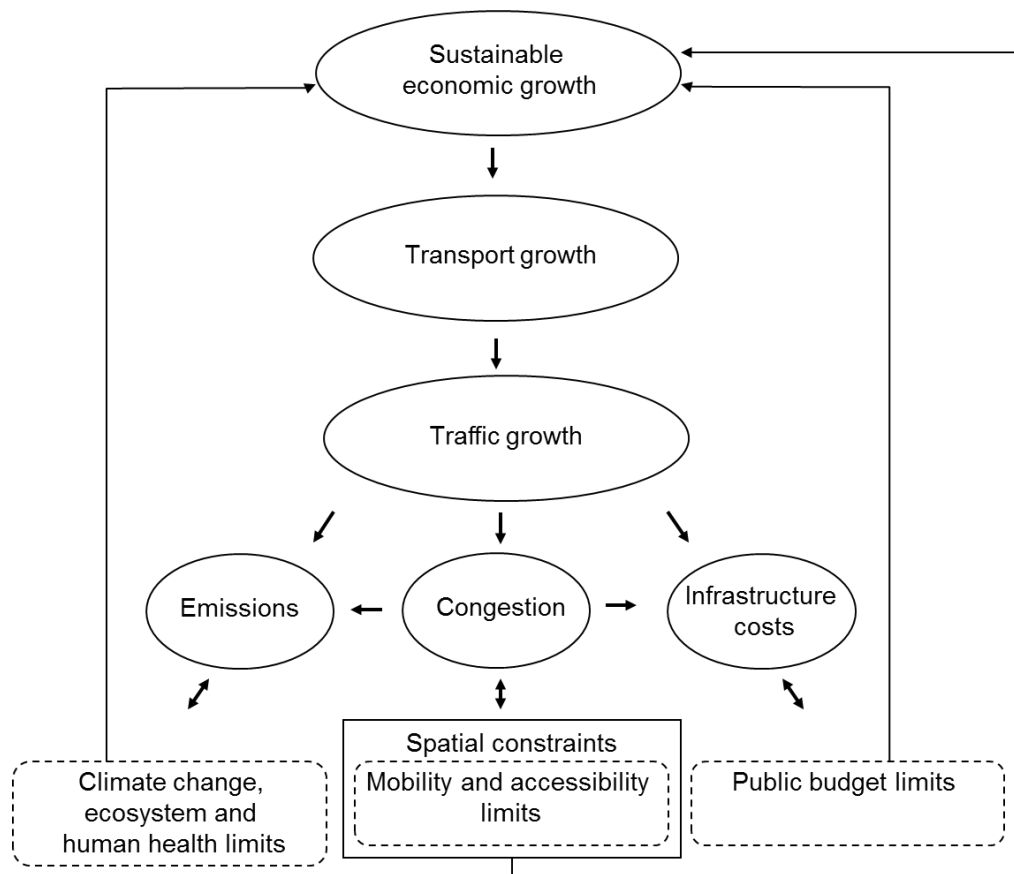 Sustainable
economic growth
Transport growth
Traffic growth
Emissions
Congestion
Infrastructure
costs
Spatial constraints
Climate change,
ecosystem and
human health limits
Mobility and accessibility
limits
Public budget limits